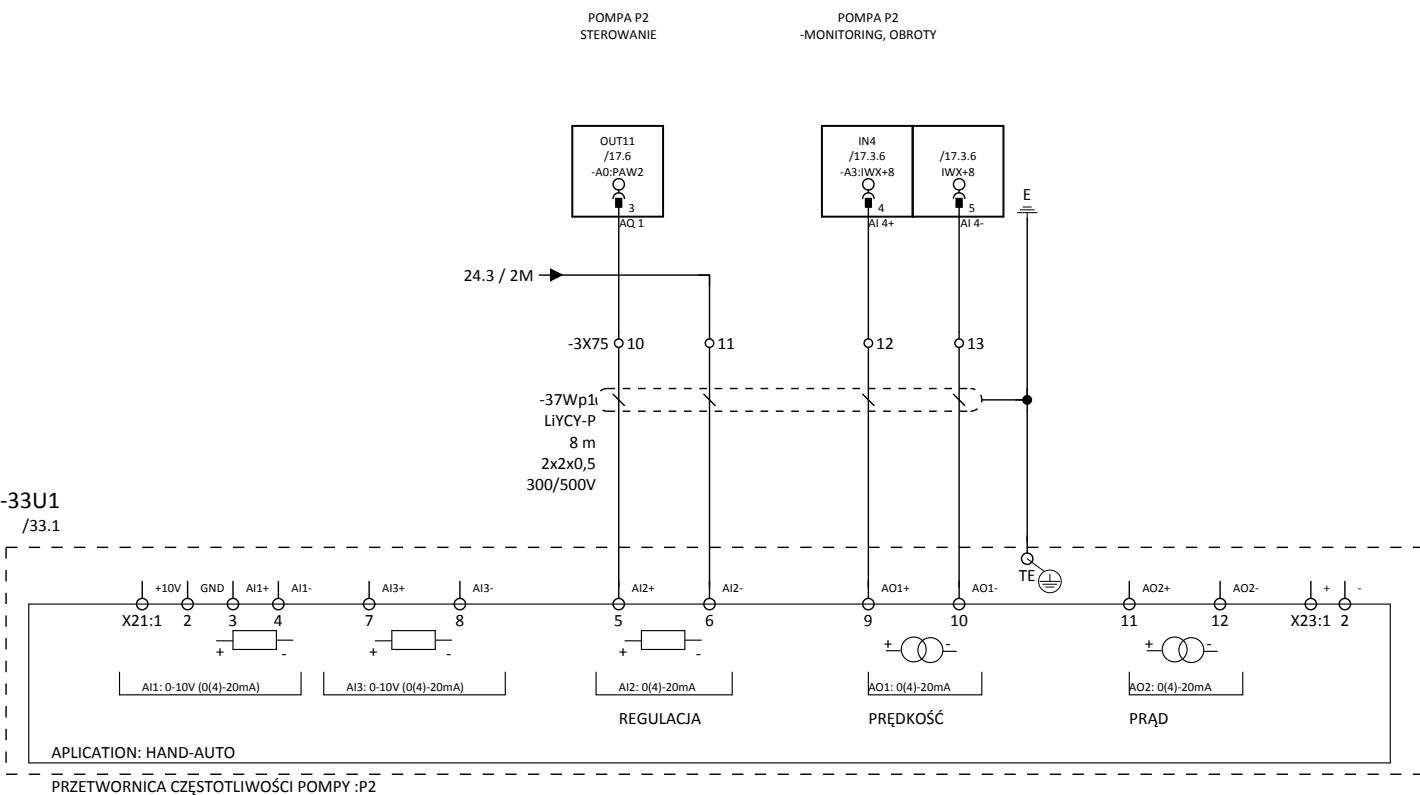 POMPA P2
STEROWANIE
POMPA P2
-MONITORING, OBROTY
OUT11
/17.6
-A0:PAW2
3
AQ 1
IN4
/17.3.6
-A3:IWX+8
4
AI 4+
/17.3.6
IWX+8
5
AI 4-
E
24.3 / 2M
-3X75 10 11 12 13
-37Wp1
LiYCY-P
8 m
2x2x0,5
300/500V
-33U1
/33.1
TE
+10V GND AI1+ AI1- AI3+ AI3- AI2+ AI2- AO1+ AO1- AO2+ AO2- + -
X21:1 2 3 4 7 8 5 6 9 10 11 12 X23:1 2
+ - + - + - + - + -
AI1: 0-10V (0(4)-20mA) AI3: 0-10V (0(4)-20mA) AI2: 0(4)-20mA AO1: 0(4)-20mA AO2: 0(4)-20mA
REGULACJA PRĘDKOŚĆ PRĄD
APLICATION: HAND-AUTO
PRZETWORNICA CZĘSTOTLIWOŚCI POMPY :P2